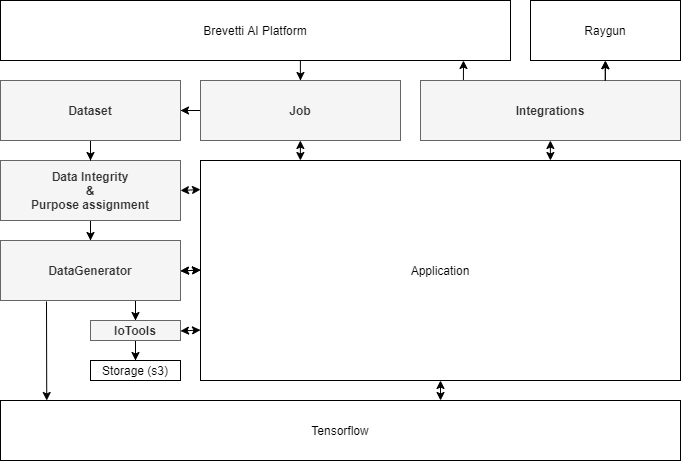 Brevetti AI Platform
Raygun
Dataset
Job
Integrations
Data Integrity
&
Purpose assignment
DataGenerator
Application
IoTools
Storage (s3)
Tensorflow